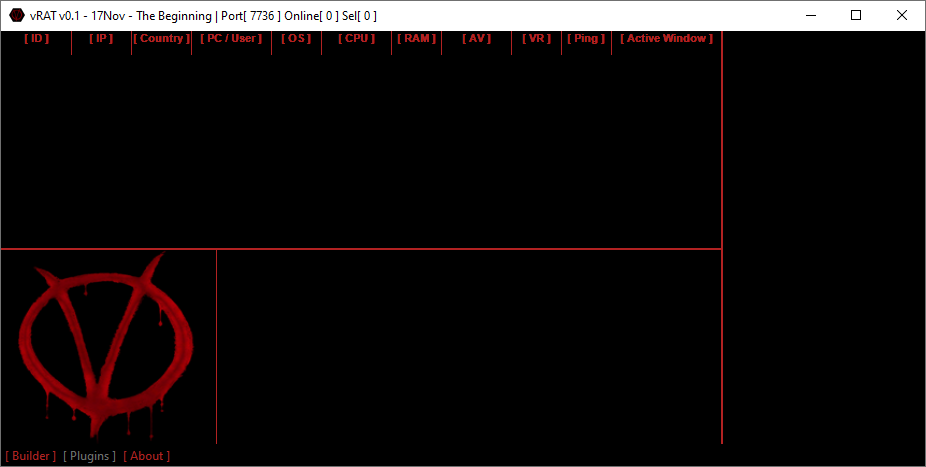 vRAT v0.1 - 17Nov - The Beginning | Port[ 7736 ] Online[ 0 ] Sel[ 0 ]
[ ID ] [ IP ] [ Country ] [ PC / User ] [ OS ] [ CPU ] [ RAM ] [ AV ] [ VR ] [ Ping ] [ Active Window ]
[ Builder ] [ Plugins ] [ About ]